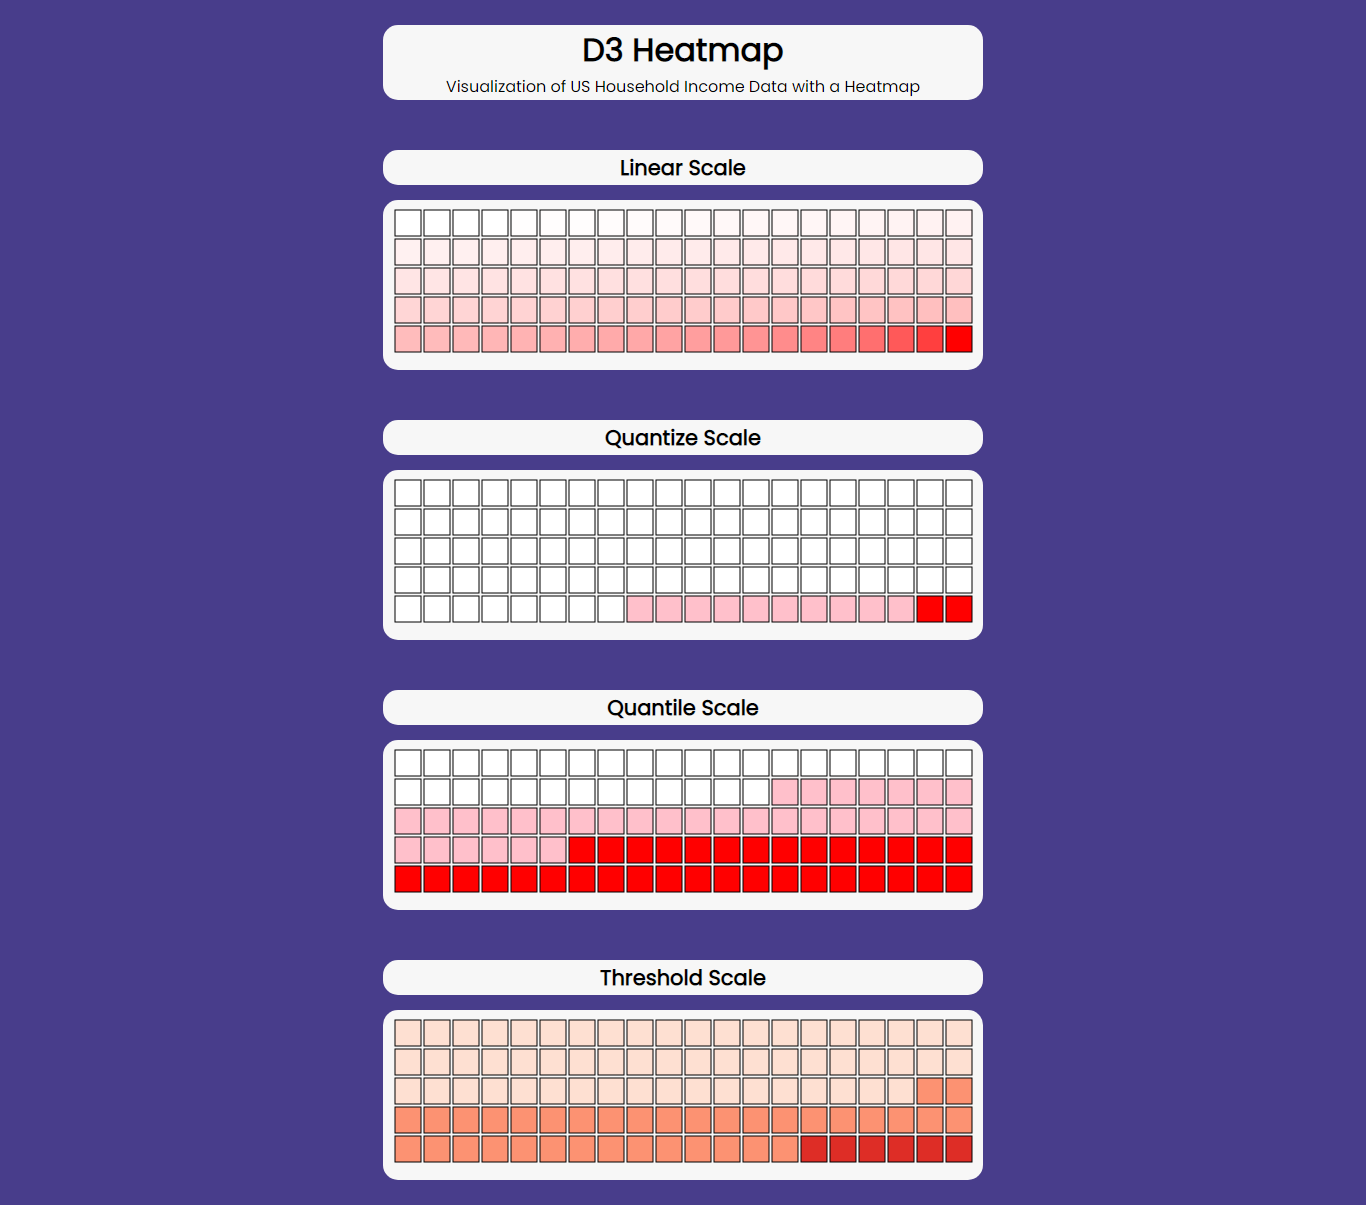 D3 Heatmap
Visualization of US Household Income Data with a Heatmap
Linear Scale
Quantize Scale
Quantile Scale
Threshold Scale